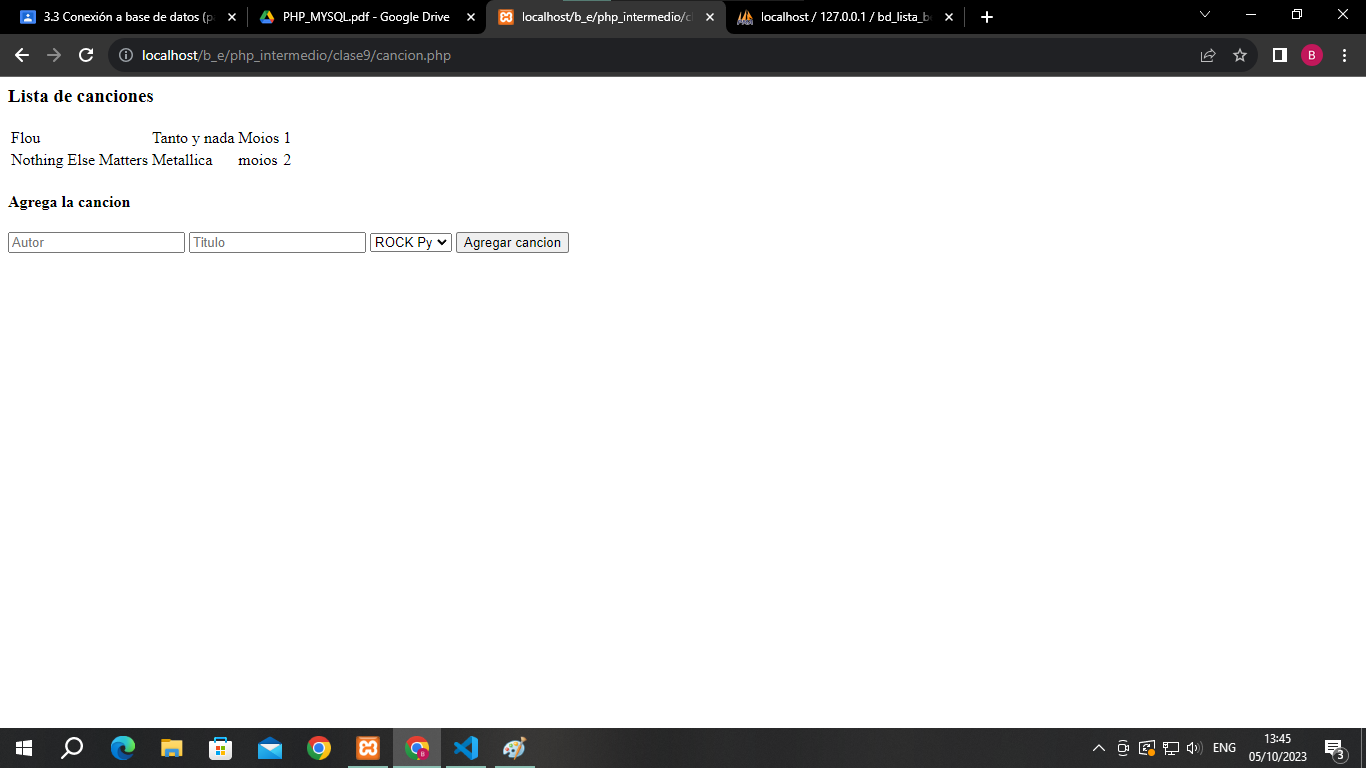 3.3 Conexión a base de datos (p
PHP_MYSQL.pdf - Google Drive
localhost/b_e/php_intermedio/cl
localhost / 127.0.0.1 / bd_lista_b
localhost/b_e/php_intermedio/clase9/cancion.php
B
Lista de canciones
Flou Tanto y nada Moios 1
Nothing Else Matters Metallica moios 2
Agrega la cancion
Autor Titulo ROCK Py Agregar cancion
ENG
13:45
05/10/2023
3